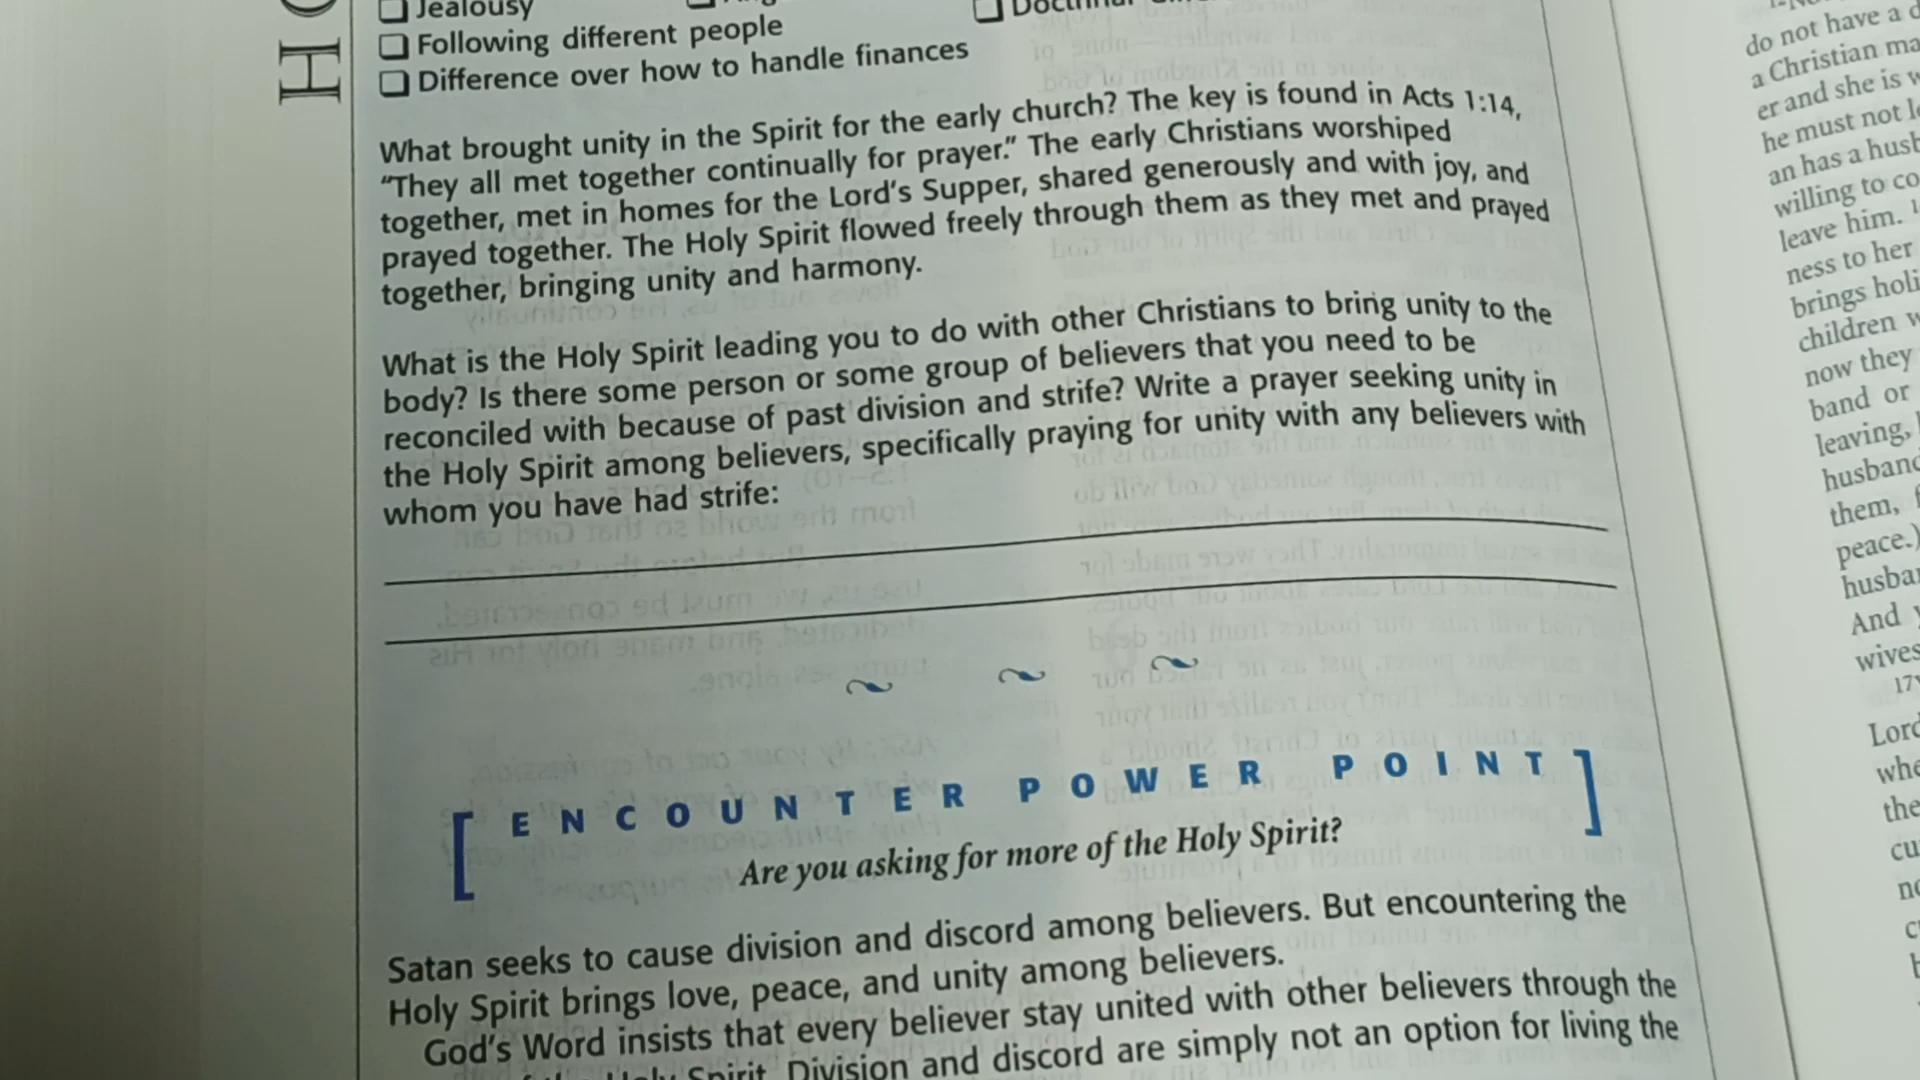 HO
Jealousy
Following different people
Difference over how to handle finances
What brought unity in the Spirit for the early church? The key is found in Acts 1:14,
“They all met together continually for prayer.” The early Christians worshiped
together, met in homes for the Lord’s Supper, shared generously and with joy, and
prayed together. The Holy Spirit flowed freely through them as they met and prayed
together, bringing unity and harmony.
What is the Holy Spirit leading you to do with other Christians to bring unity to the
body? Is there some person or some group of believers that you need to be
reconciled with because of past division and strife? Write a prayer seeking unity in
the Holy Spirit among believers, specifically praying for unity with any believers with
whom you have had strife:
[ENCOUNTER POWER POINT]
Are you asking for more of the Holy Spirit?
Satan seeks to cause division and discord among believers. But encountering the
Holy Spirit brings love, peace, and unity among believers.
God’s Word insists that every believer stay united with other believers through the
Holy Spirit. Division and discord are simply not an option for living the
do not have a
a Christian
er and she is
he must not
an has a
willing to
leave him.
ness to her
brings
children
now they
band or
leaving,
husband
them,
peace.)
And
wives
17
Lord
the